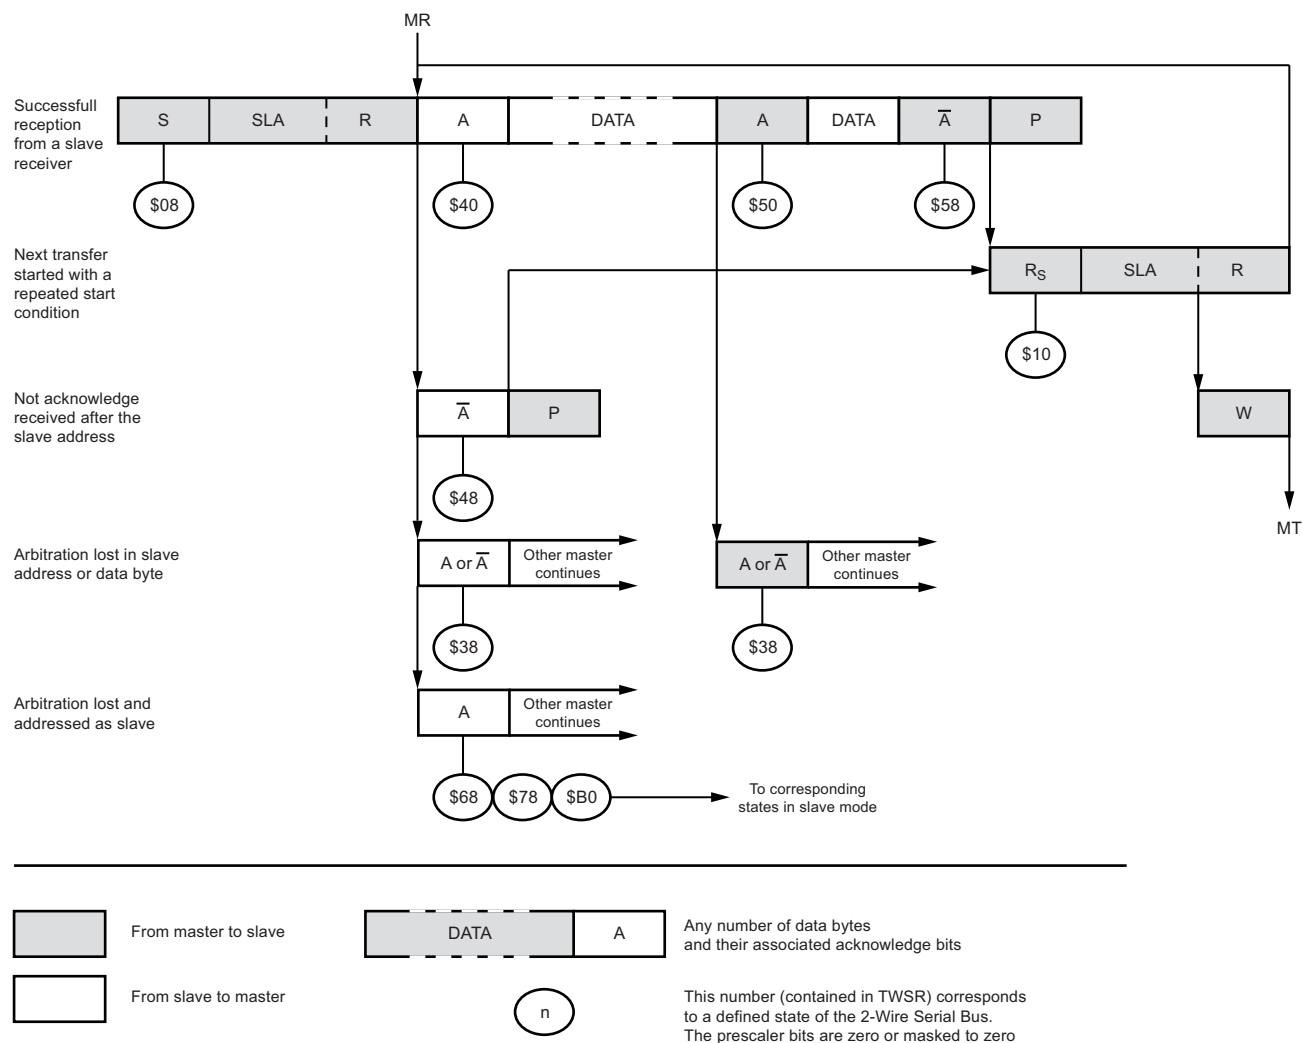 MR
Successfull
reception
from a slave
receiver
S SLA R A DATA A DATA A̅ P
$08 $40 $50 $58
Next transfer
started with a
repeated start
condition
RS SLA R
$10
Not acknowledge
received after the
slave address
A̅ P W
$48
MT
Arbitration lost in slave
address or data byte
A or A̅
Other master
continues
A or A̅
Other master
continues
$38 $38
Arbitration lost and
addressed as slave
A
Other master
continues
$68 $78 $B0
To corresponding
states in slave mode
From master to slave
DATA A
Any number of data bytes
and their associated acknowledge bits
From slave to master
n
This number (contained in TWSR) corresponds
to a defined state of the 2-Wire Serial Bus.
The prescaler bits are zero or masked to zero